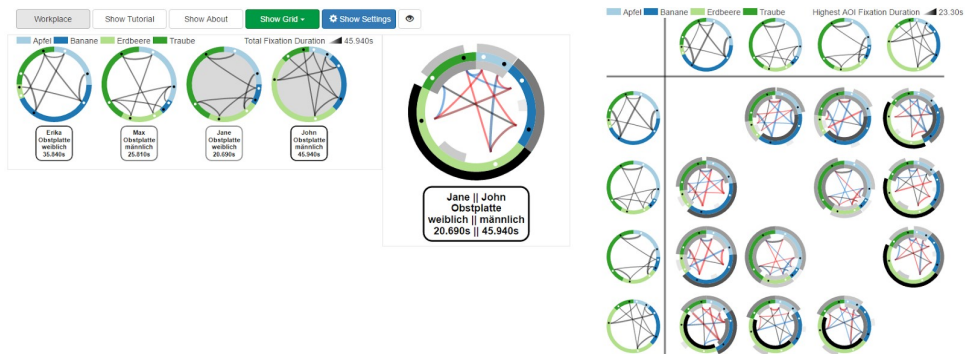 Workplace Show Tutorial Show About Show Grid Show Settings
Apfel Banane Erdbeere Traube Total Fixation Duration 45.940s
Erika
Obstplatte
weiblich
35.840s
Max
Obstplatte
männlich
25.810s
Jane
Obstplatte
weiblich
20.690s
John
Obstplatte
männlich
45.940s
Jane || John
Obstplatte
weiblich || männlich
20.690s || 45.940s
Apfel Banane Erdbeere Traube Highest AOI Fixation Duration 23.30s